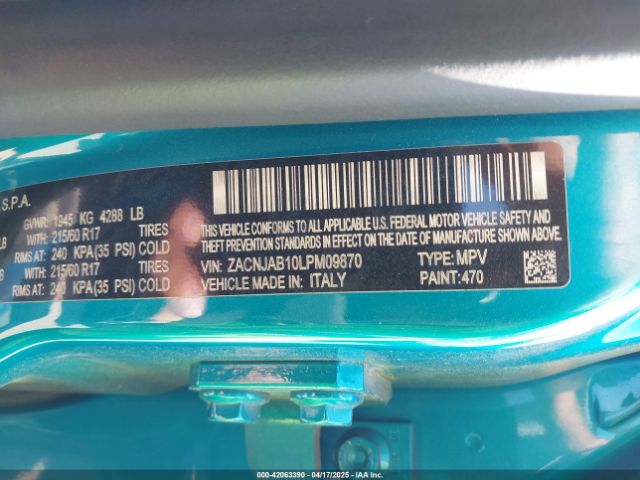 S.P.A.
GVWR: 1945 KG 4288 LB
LB WITH: 215/60 R17 TIRES
RIMS AT: 240 KPA(35 PSI) COLD
LB WITH: 215/60 R17 TIRES
RIMS AT: 240 KPA(35 PSI) COLD
THIS VEHICLE CONFORMS TO ALL APPLICABLE U.S. FEDERAL MOTOR VEHICLE SAFETY AND
THEFT PREVENTION STANDARDS IN EFFECT ON THE DATE OF MANUFACTURE SHOWN ABOVE
VIN: ZACNJAB10LPM09870 TYPE: MPV
VEHICLE MADE IN: ITALY PAINT: 470
000-42063390 - 04/17/2025 - IAA Inc.